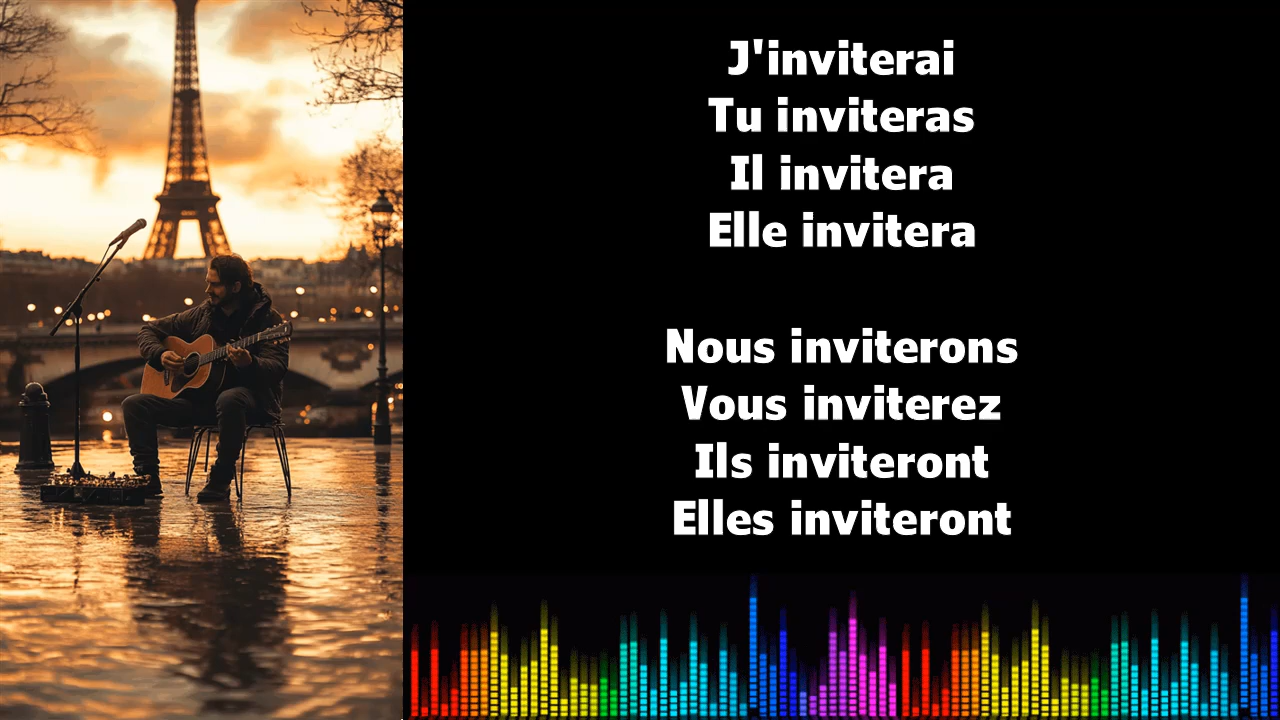 J'inviterai
Tu inviteras
Il invitera
Elle invitera
Nous inviterons
Vous inviterez
Ils inviteront
Elles inviteront